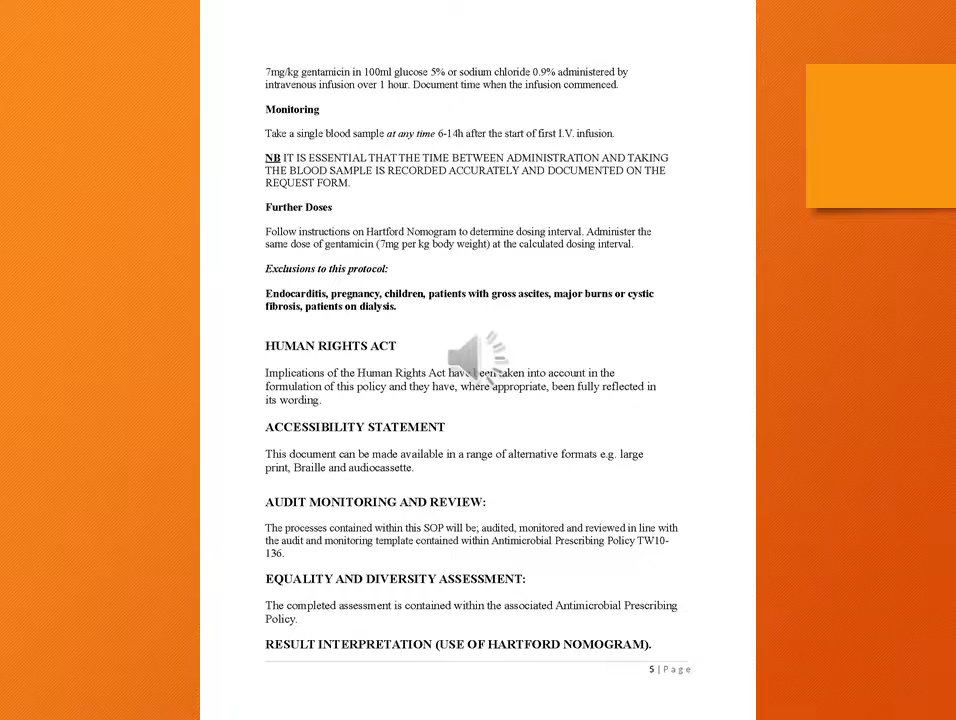 7mg/kg gentamicin in 100ml glucose 5% or sodium chloride 0.9% administered by
intravenous infusion over 1 hour. Document time when the infusion commenced.
Monitoring
Take a single blood sample at any time 6-14h after the start of first I.V. infusion.
NB IT IS ESSENTIAL THAT THE TIME BETWEEN ADMINISTRATION AND TAKING
THE BLOOD SAMPLE IS RECORDED ACCURATELY AND DOCUMENTED ON THE
REQUEST FORM.
Further Doses
Follow instructions on Hartford Nomogram to determine dosing interval. Administer the
same dose of gentamicin (7mg per kg body weight) at the calculated dosing interval.
Exclusions to this protocol:
Endocarditis, pregnancy, children, patients with gross ascites, major burns or cystic
fibrosis, patients on dialysis.
HUMAN RIGHTS ACT
Implications of the Human Rights Act have been taken into account in the
formulation of this policy and they have, where appropriate, been fully reflected in
its wording.
ACCESSIBILITY STATEMENT
This document can be made available in a range of alternative formats e.g. large
print, Braille and audiocassette.
AUDIT MONITORING AND REVIEW:
The processes contained within this SOP will be; audited, monitored and reviewed in line with
the audit and monitoring template contained within Antimicrobial Prescribing Policy TW10-
136.
EQUALITY AND DIVERSITY ASSESSMENT:
The completed assessment is contained within the associated Antimicrobial Prescribing
Policy.
RESULT INTERPRETATION (USE OF HARTFORD NOMOGRAM).
5 | Page